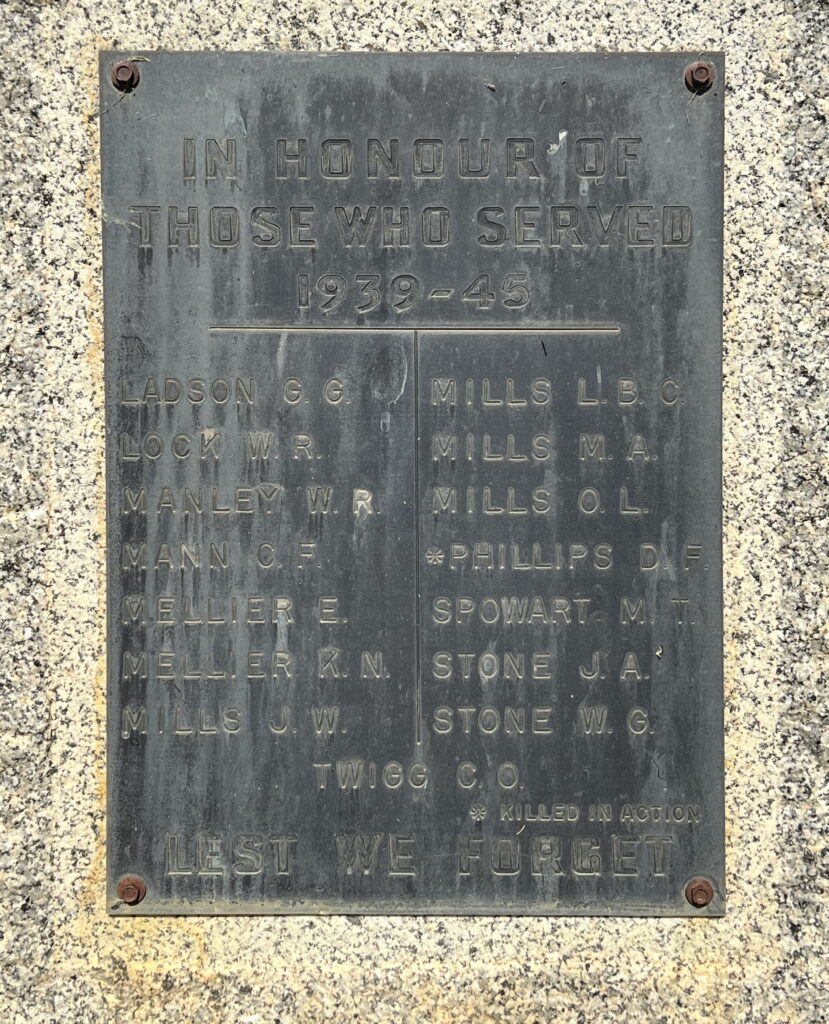 IN HONOUR OF
THOSE WHO SERVED
1939-45
LADSON G. G.
LOCK W. R.
MANLEY W. R.
MANN C. F.
MELLIER E.
MELLIER K. N.
MILLS J. W.
MILLS L. B. C.
MILLS M. A.
MILLS O. L.
*PHILLIPS D. F.
SPOWART M. T.
STONE J. A.
STONE W. G.
TWIGG C. O.
* KILLED IN ACTION
LEST WE FORGET